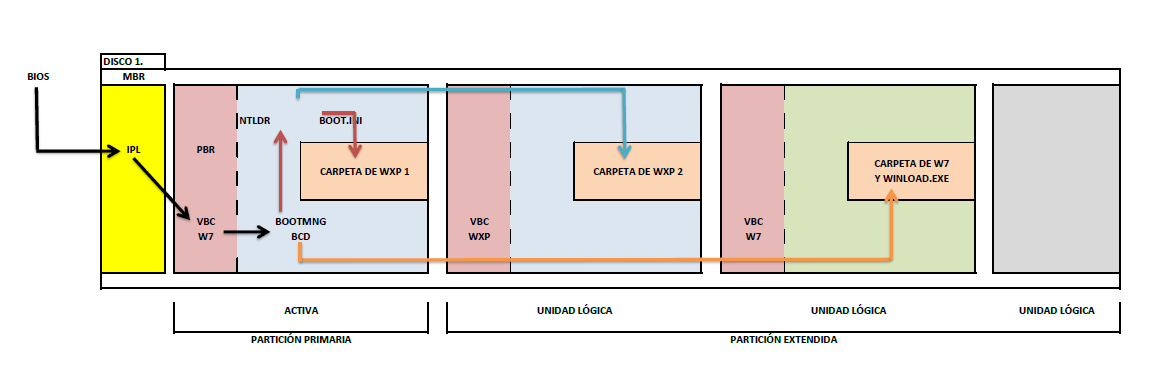 DISCO 1.
BIOS
MBR
NTLDR
BOOT.INI
IPL
PBR
CARPETA DE WXP 1
CARPETA DE WXP 2
CARPETA DE W7
Y WINLOAD.EXE
VBC
W7
BOOTMNG
BCD
VBC
WXP
VBC
W7
ACTIVA
UNIDAD LÓGICA
UNIDAD LÓGICA
UNIDAD LÓGICA
PARTICIÓN PRIMARIA
PARTICIÓN EXTENDIDA